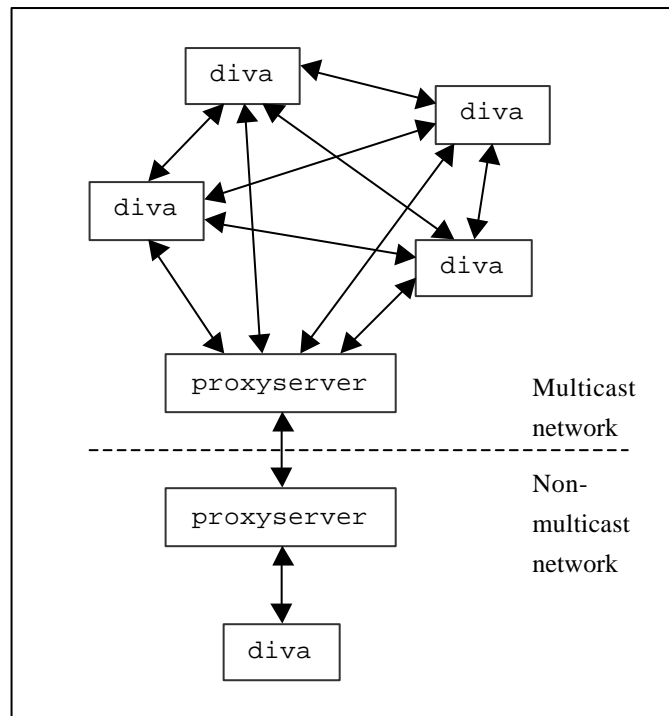 diva
diva
diva
diva
proxyserver
Multicast
network
proxyserver
Non-
multicast
network
diva